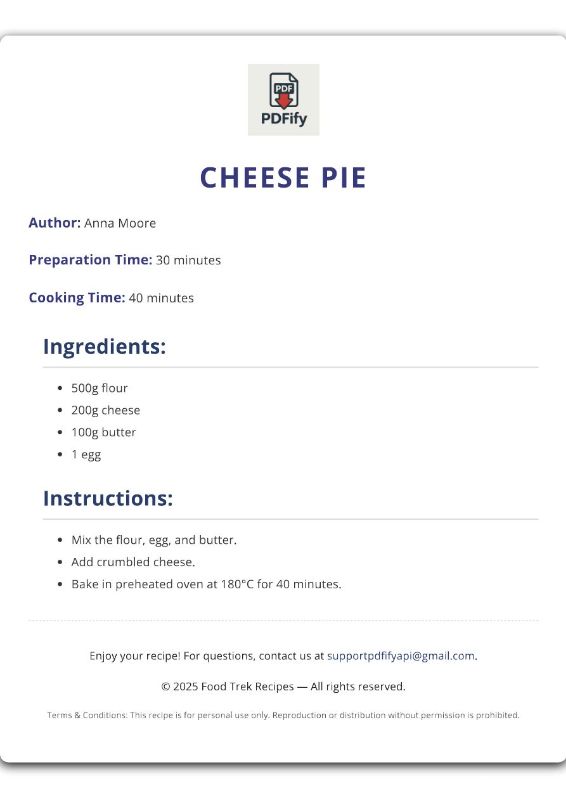 PDF
PDFify
CHEESE PIE
Author: Anna Moore
Preparation Time: 30 minutes
Cooking Time: 40 minutes
Ingredients:
• 500g flour
• 200g cheese
• 100g butter
• 1 egg
Instructions:
• Mix the flour, egg, and butter.
• Add crumbled cheese.
• Bake in preheated oven at 180°C for 40 minutes.
Enjoy your recipe! For questions, contact us at supportpdfifyapi@gmail.com.
© 2025 Food Trek Recipes — All rights reserved.
Terms & Conditions: This recipe is for personal use only. Reproduction or distribution without permission is prohibited.